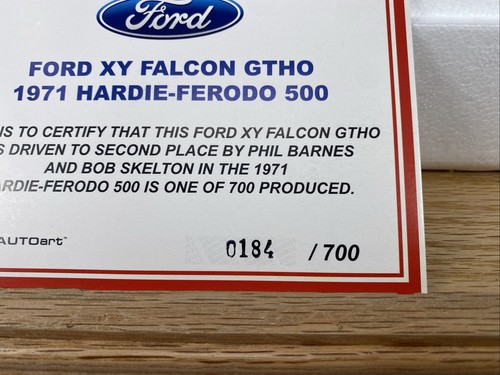 Ford
FORD XY FALCON GTHO
1971 HARDIE-FERODO 500
IS TO CERTIFY THAT THIS FORD XY FALCON GTHO
S DRIVEN TO SECOND PLACE BY PHIL BARNES
AND BOB SKELTON IN THE 1971
ARDIE-FERODO 500 IS ONE OF 700 PRODUCED.
AUTOart™
0184 / 700